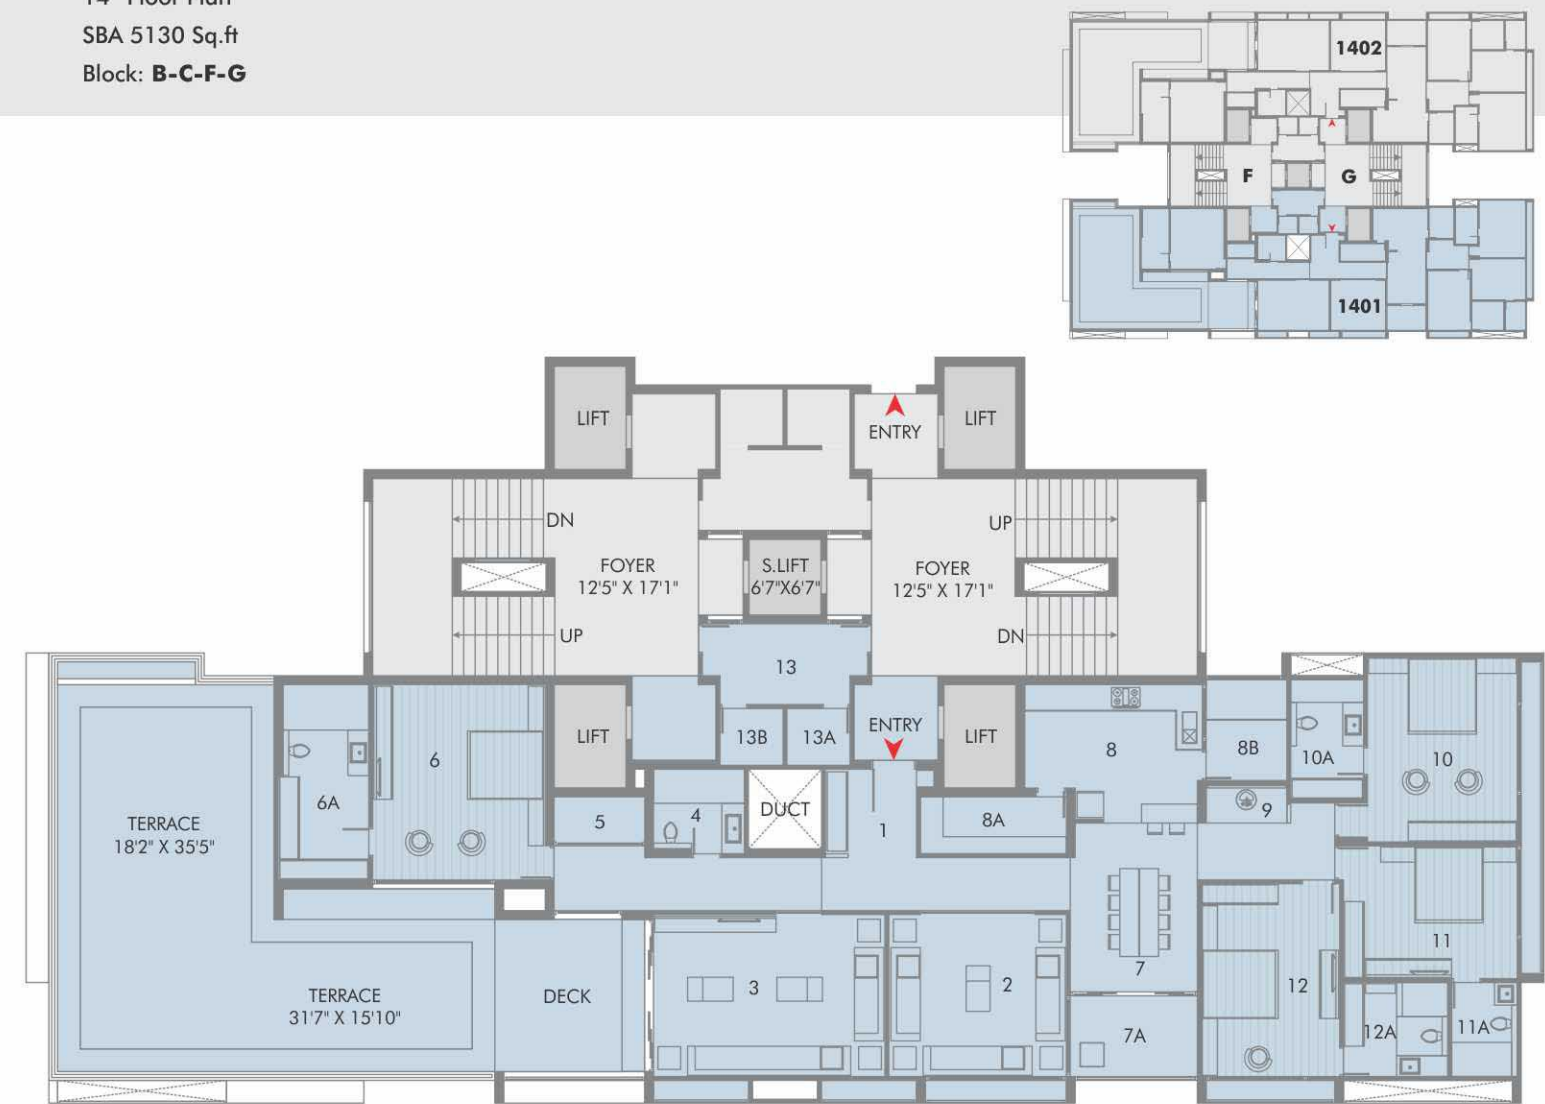 14 Floor Plan
SBA 5130 Sq.ft
Block: B-C-F-G
1402
F
G
1401
LIFT
ENTRY
LIFT
DN
UP
FOYER
12'5" X 17'1"
S.LIFT
6'7"X6'7"
FOYER
12'5" X 17'1"
UP
DN
13
LIFT
13B
13A
ENTRY
LIFT
8
8B
10A
10
6
6A
TERRACE
18'2" X 35'5"
5
4
DUCT
1
8A
9
11
TERRACE
31'7" X 15'10"
DECK
3
2
7
12
7A
12A
11A